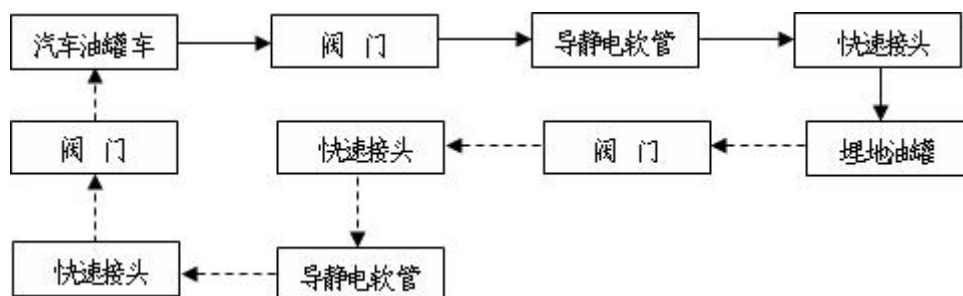 汽车油罐车
阀 门
导静电软管
快速接头
阀 门
快速接头
阀 门
埋地油罐
快速接头
导静电软管